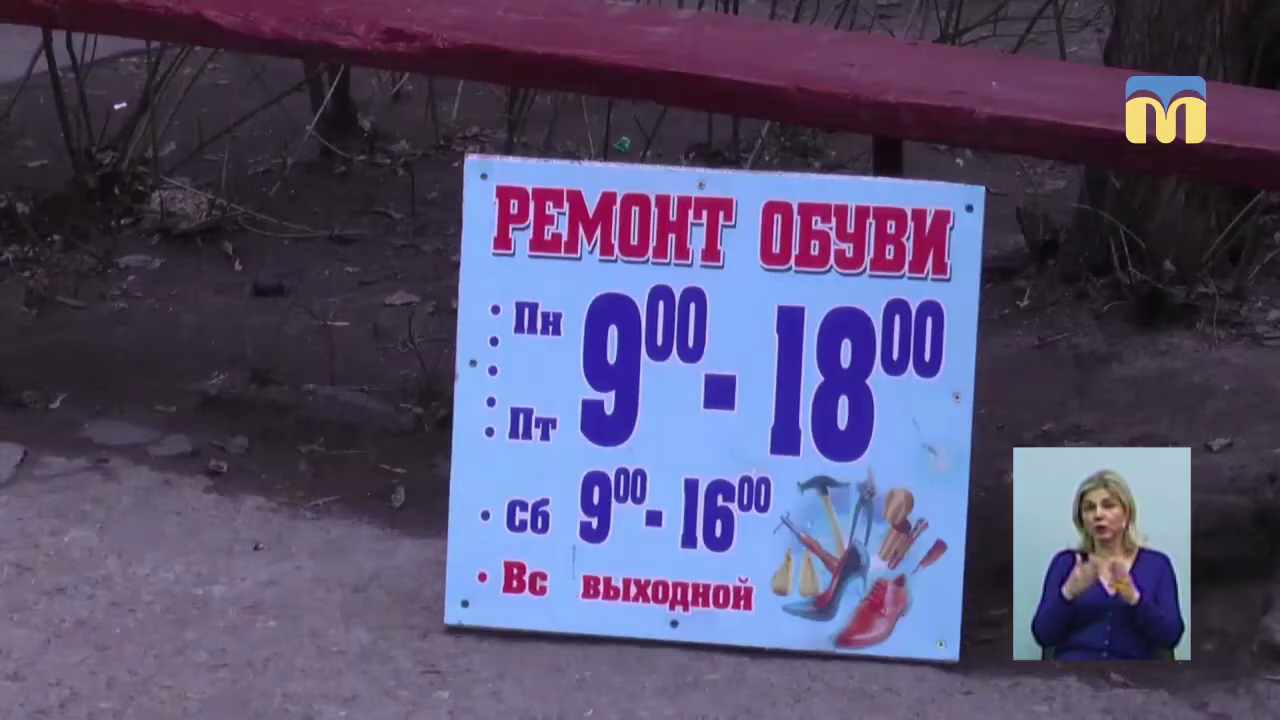 РЕМОНТ ОБУВИ
Пн
Пт
9⁰⁰ - 18⁰⁰
Сб 9⁰⁰ - 16⁰⁰
Вс выходной